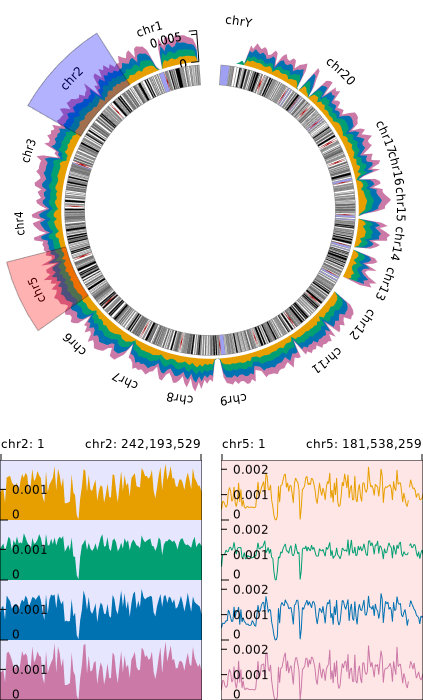 chrY
chr1
0.005
0
chr2
chr3
chr4
chr5
chr6
chr7
chr8
chr9
chr11
chr12
chr13
chr14
chr15
chr16
chr17
chr20
chr2: 1
chr2: 242,193,529
chr5: 1
chr5: 181,538,259
0.001
0
0.002
0.001
0
0.001
0
0.002
0.001
0
0.001
0
0.002
0.001
0
0.001
0
0.002
0.001
0